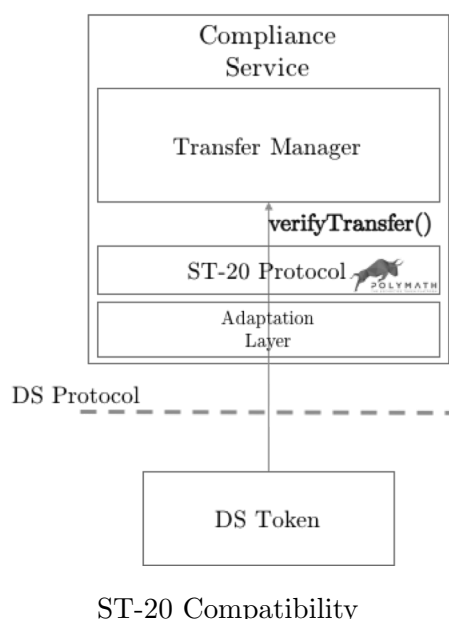 Compliance
Service
Transfer Manager
verifyTransfer()
ST-20 Protocol
POLYMATH
Adaptation
Layer
DS Protocol
DS Token
ST-20 Compatibility